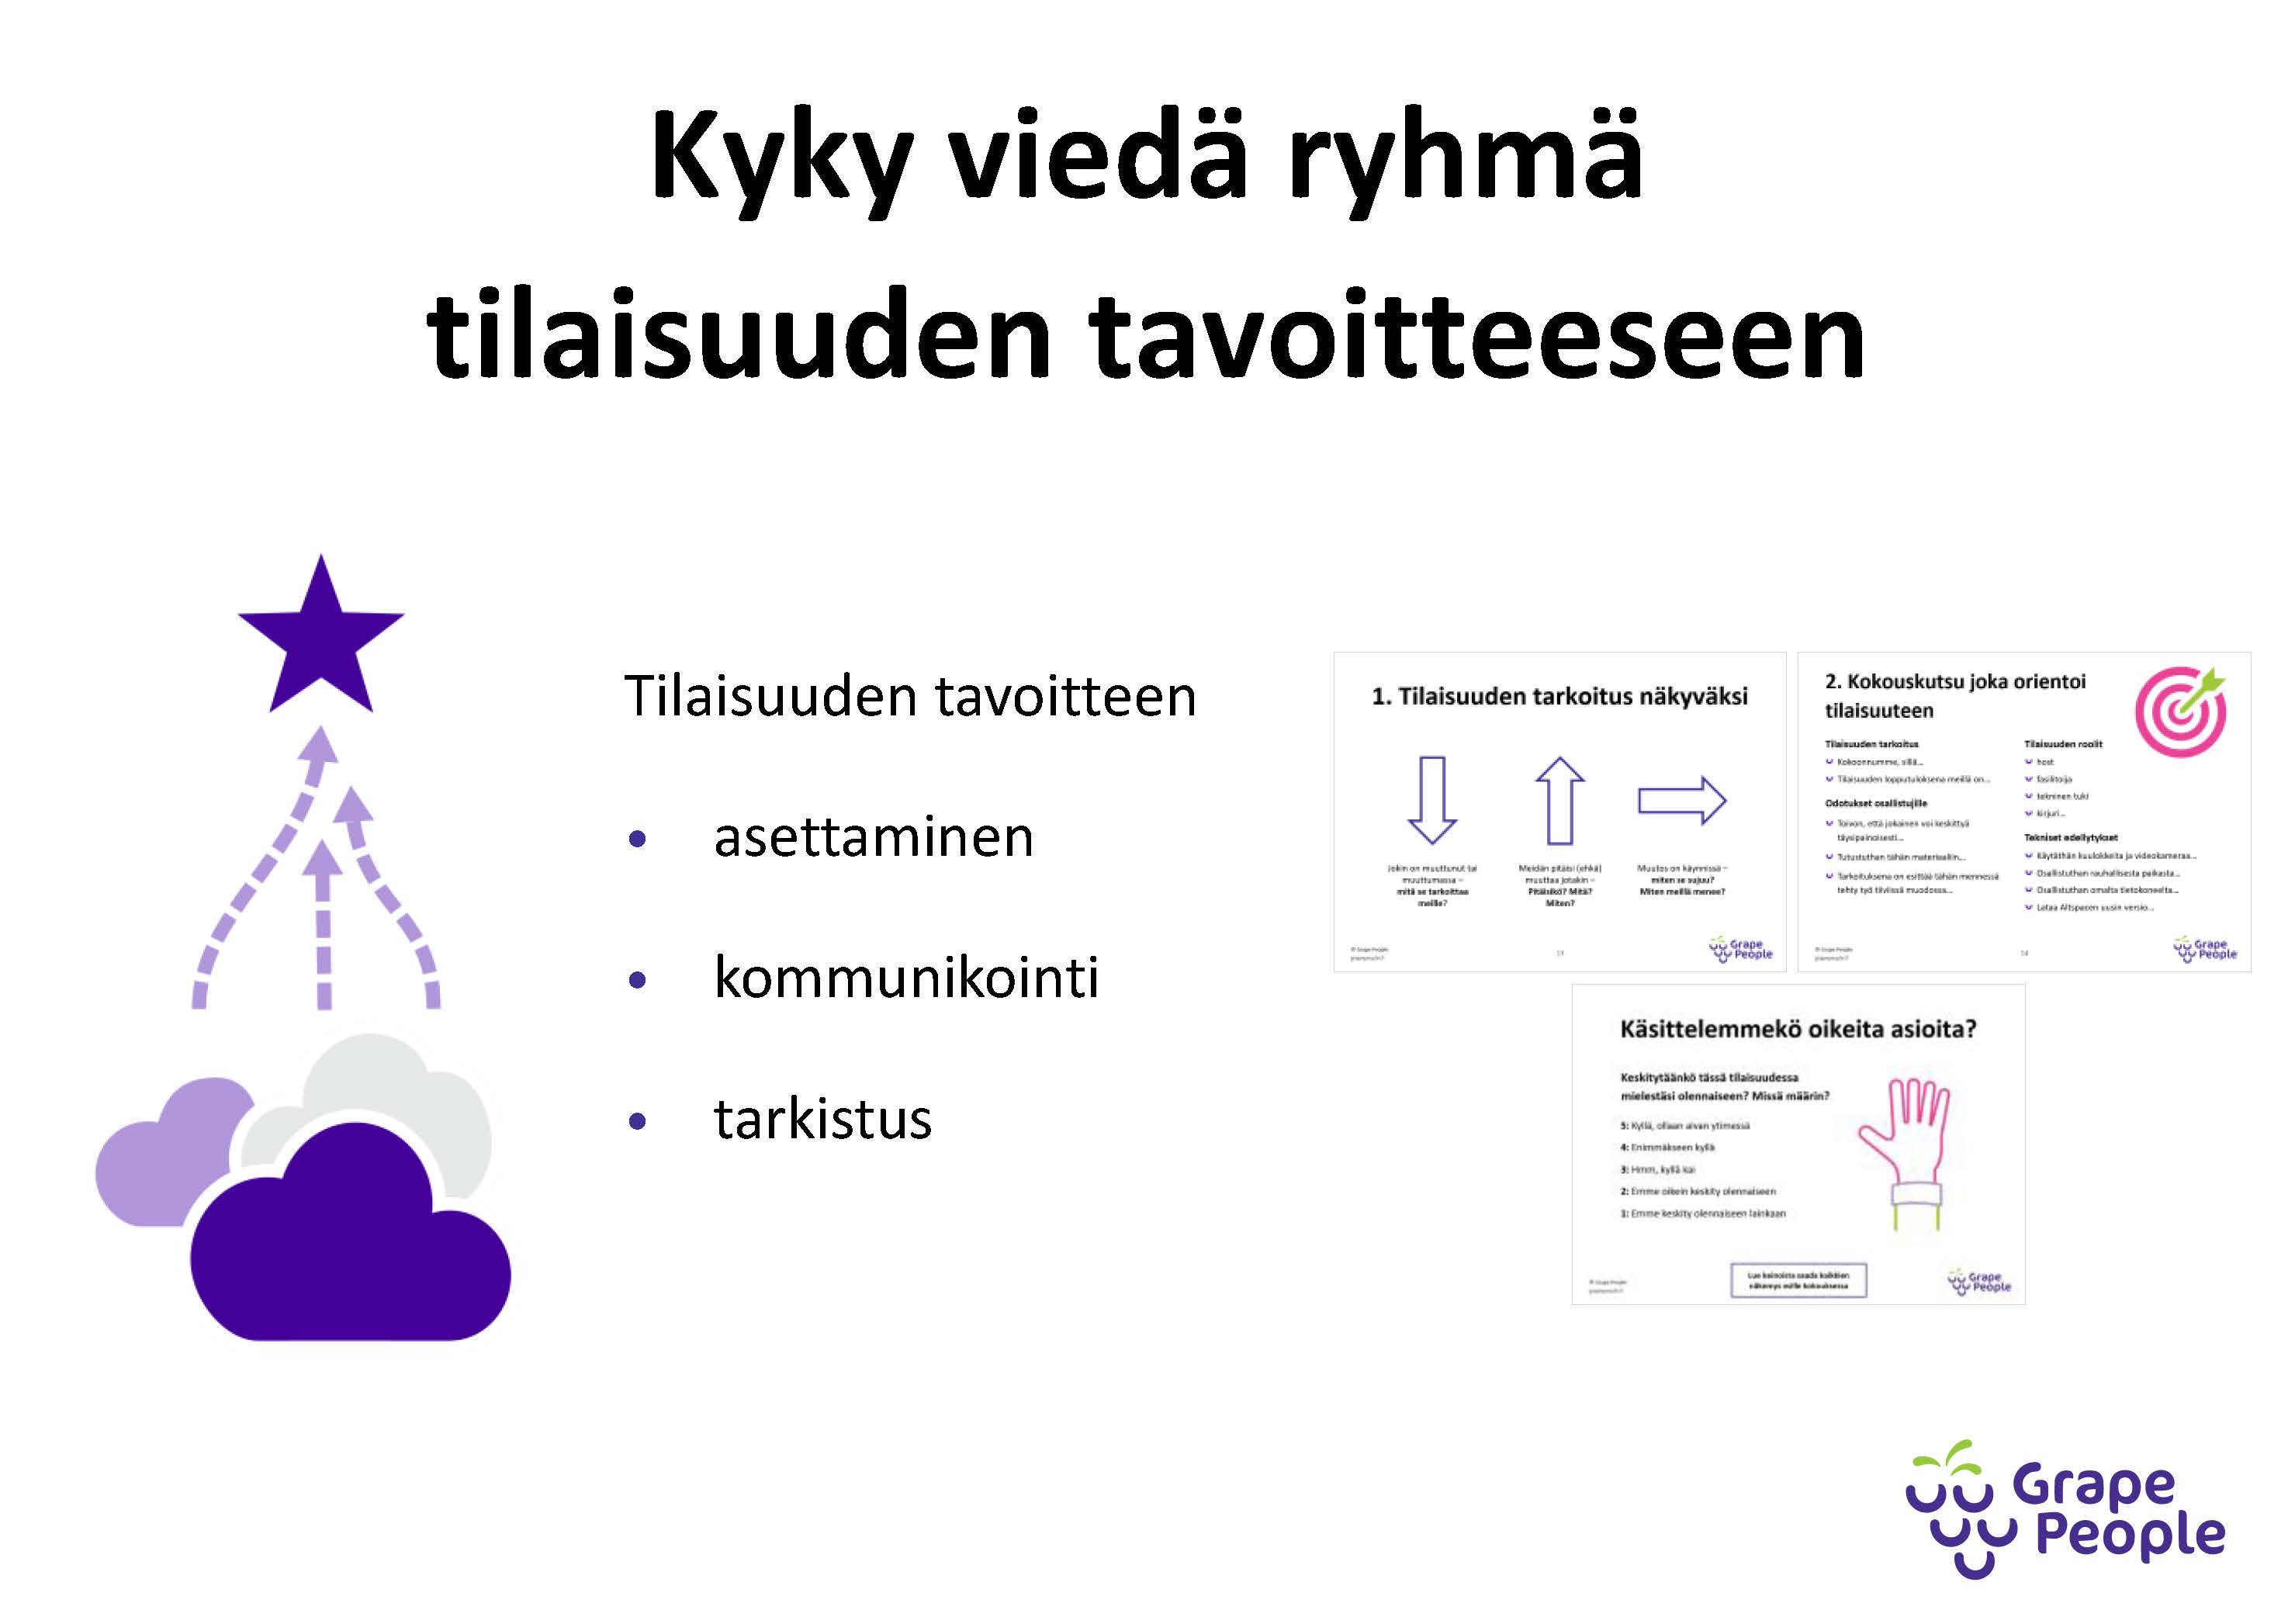 Kyky viedä ryhmä
tilaisuuden tavoitteeseen
Tilaisuuden tavoitteen
• asettaminen
• kommunikointi
• tarkistus
1. Tilaisuuden tarkoitus näkyväksi
Jokin on muuttunut tai
muuttumassa –
mitä se tarkoittaa
meille?
Meidän pitäisi (ehkä)
muuttaa jotakin –
Pitäisikö? Mitä?
Miten?
Muutos on käynnissä –
miten se sujuu?
Miten meillä menee?
© Grape People
13
Grape
People
2. Kokouskutsu joka orientoi
tilaisuuteen
Tilaisuuden tarkoitus
Kokoonnumme, sillä...
Tilaisuuden lopputuloksena meillä on...
Odotukset osallistujille
Toivon, että jokainen voi keskittyä
täysipainoisesti...
Tutustuthan tähän materiaaliin...
Tarkoituksena on esittää tähän mennessä
tehty työ tiiviissä muodossa...
Tilaisuuden roolit
host
fasilitoija
tekninen tuki
kirjuri...
Tekniset edellytykset
Käytäthän kuulokkeita ja videokameraa...
Osallistuthan rauhallisesta paikasta...
Osallistuthan omalta tietokoneelta...
Lataa Altspacen uusin versio...
© Grape People
14
Grape
People
Käsittelemmekö oikeita asioita?
Keskitytäänkö tässä tilaisuudessa
mielestäsi olennaiseen? Missä määrin?
5: Kyllä, ollaan aivan ytimessä
4: Enimmäkseen kyllä
3: Hmm, kyllä kai
2: Emme oikein keskity olennaiseen
1: Emme keskity olennaiseen lainkaan
Lue keinoista saada kaikkien
näkemys esille kokouksessa
© Grape People
Grape
People
Grape
People